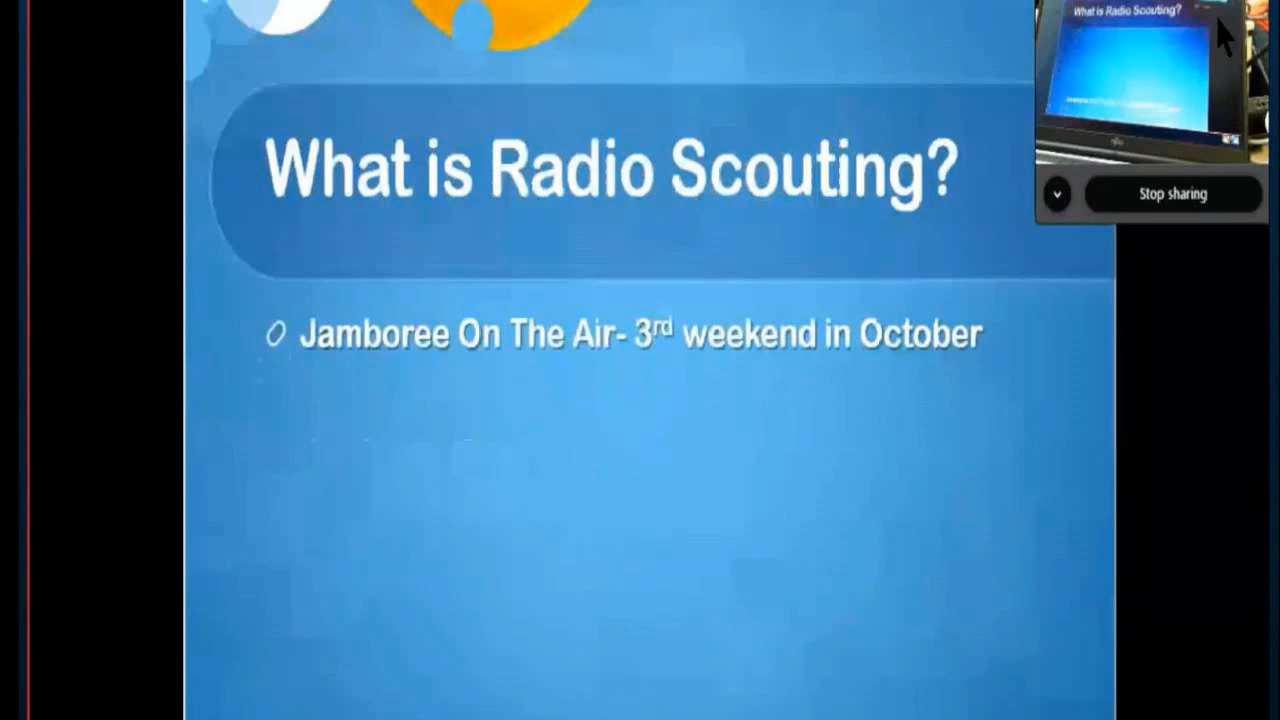 What is Radio Scouting?
What is Radio Scouting?
Stop sharing
Jamboree On The Air- 3rd weekend in October